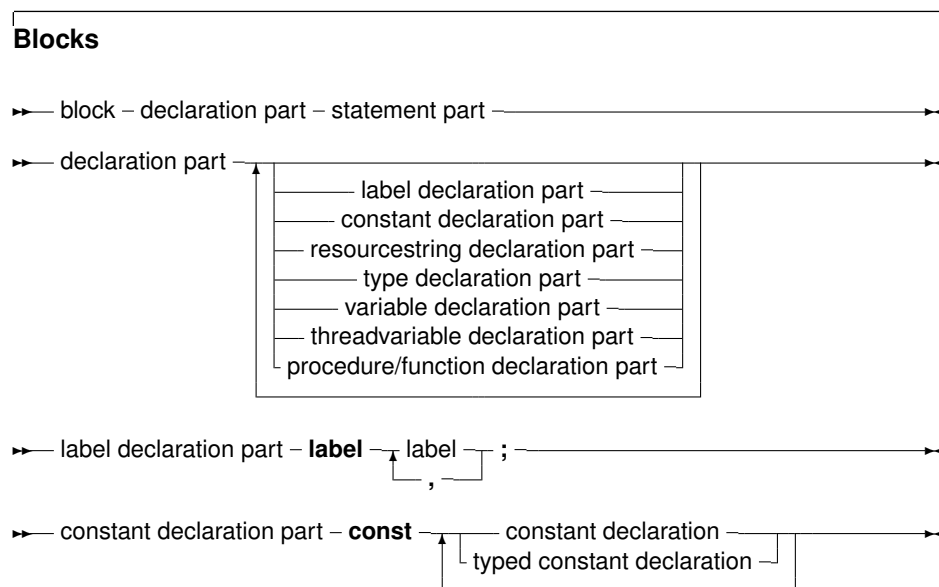 Blocks
block declaration part statement part
declaration part
label declaration part
constant declaration part
resourcestring declaration part
type declaration part
variable declaration part
threadvariable declaration part
procedure/function declaration part
label declaration part label label ;
,
constant declaration part const constant declaration
typed constant declaration